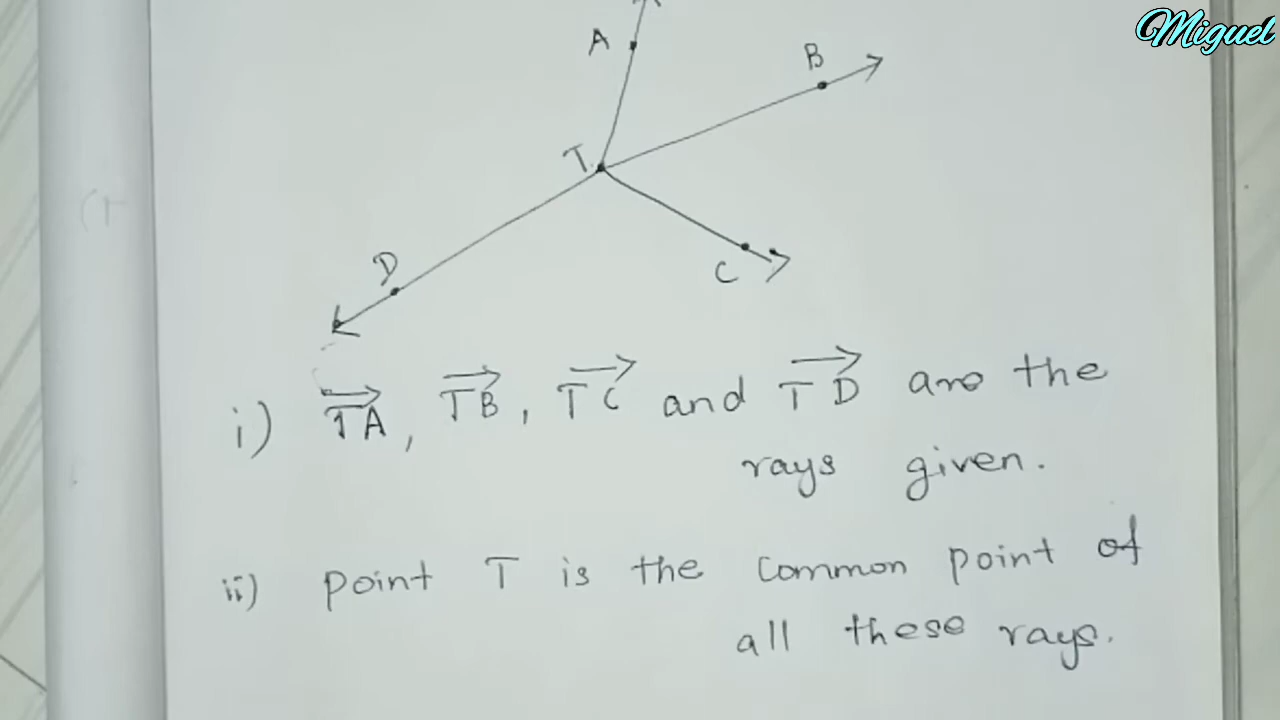 Miguel
A
B
T
D
C
i) TA, TB, TC and TD are the
rays given.
ii) point T is the common point of
all these rays.